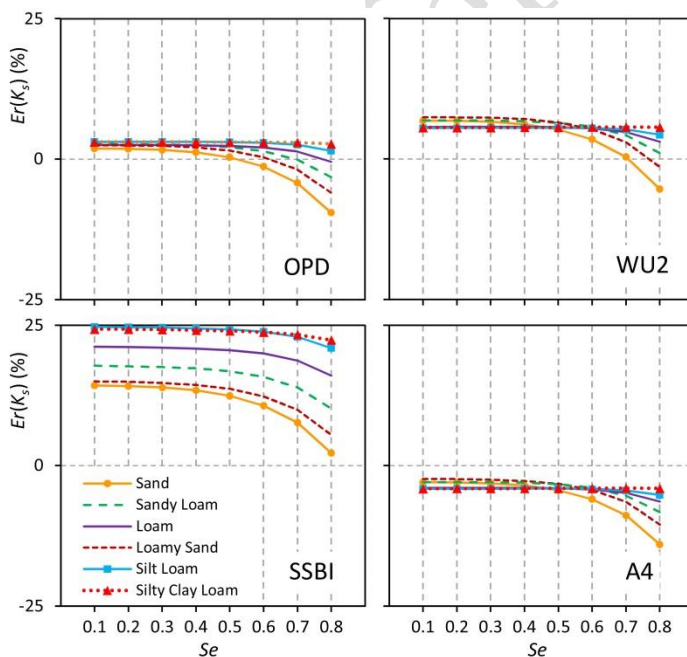 25
Er(Ks) (%)
0
-25
OPD
WU2
25
Er(Ks) (%)
0
-25
Sand
Sandy Loam
Loam
Loamy Sand
Silt Loam
Silty Clay Loam
SSBI
A4
0.1 0.2 0.3 0.4 0.5 0.6 0.7 0.8
0.1 0.2 0.3 0.4 0.5 0.6 0.7 0.8
Se
Se